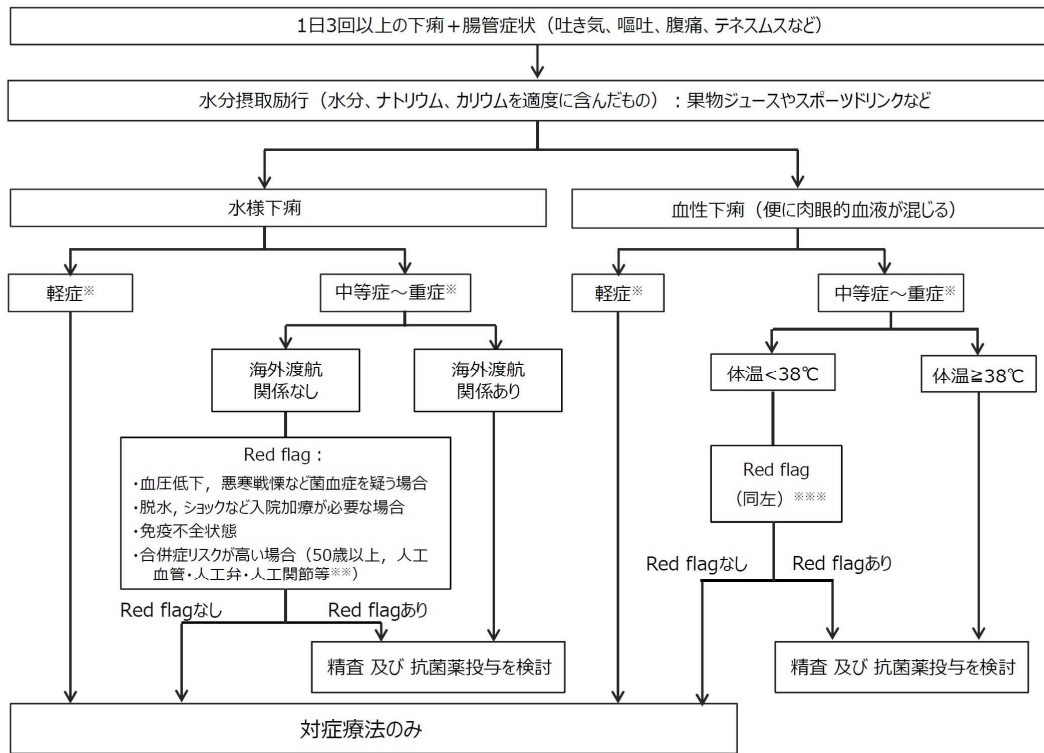 1日3回以上の下痢＋腸管症状（吐き気、嘔吐、腹痛、テネスムスなど）
水分摂取励行（水分、ナトリウム、カリウムを適度に含んだもの）：果物ジュースやスポーツドリンクなど
水様下痢
血性下痢（便に肉眼的血液が混じる）
軽症※
中等症～重症※
軽症※
中等症～重症※
海外渡航
関係なし
海外渡航
関係あり
体温<38℃
体温≧38℃
Red flag：
・血圧低下，悪寒戦慄など菌血症を疑う場合
・脱水，ショックなど入院加療が必要な場合
・免疫不全状態
・合併症リスクが高い場合（50歳以上，人工
血管・人工弁・人工関節等※※）
Red flag
（同左）※※※
Red flagなし
Red flagあり
Red flagなし
Red flagあり
精査 及び 抗菌薬投与を検討
精査 及び 抗菌薬投与を検討
対症療法のみ